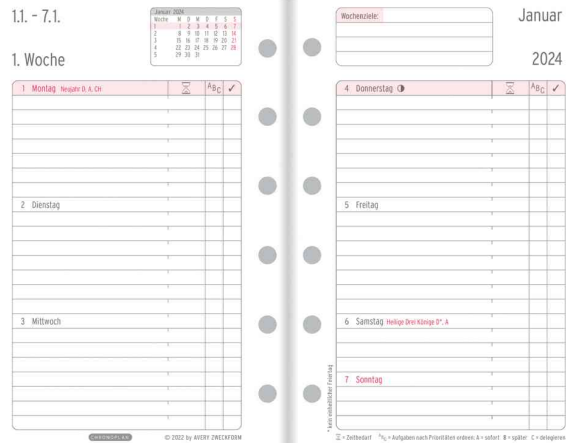 1.1. - 7.1.
1. Woche
Januar 2024
Woche M D M D F S S
1 1 2 3 4 5 6 7
2 8 9 10 11 12 13 14
3 15 16 17 18 19 20 21
4 22 23 24 25 26 27 28
5 29 30 31
1 Montag Neujahr D, A, CH ABC ✓
2 Dienstag
3 Mittwoch
CHRONOPLAN © 2022 by AVERY ZWECKFORM
Wochenziele:
Januar
2024
4 Donnerstag ABC ✓
5 Freitag
6 Samstag Heilige Drei Könige D*, A
7 Sonntag
* kein einheitlicher Feiertag
= Zeitbedarf ABC = Aufgaben nach Prioritäten ordnen: A = sofort B = später C = delegieren